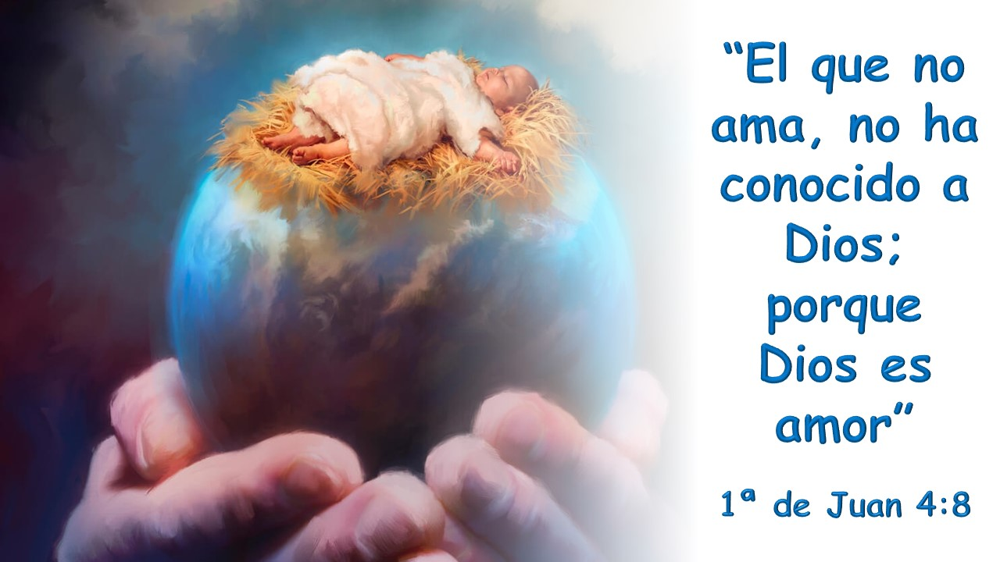 “El que no
ama, no ha
conocido a
Dios;
porque
Dios es
amor”
1ª de Juan 4:8